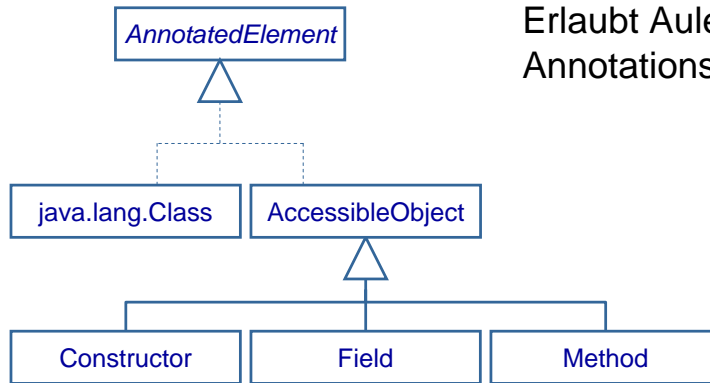 AnnotatedElement
Erlaubt Aule
Annotations
java.lang.Class
AccessibleObject
Constructor
Field
Method